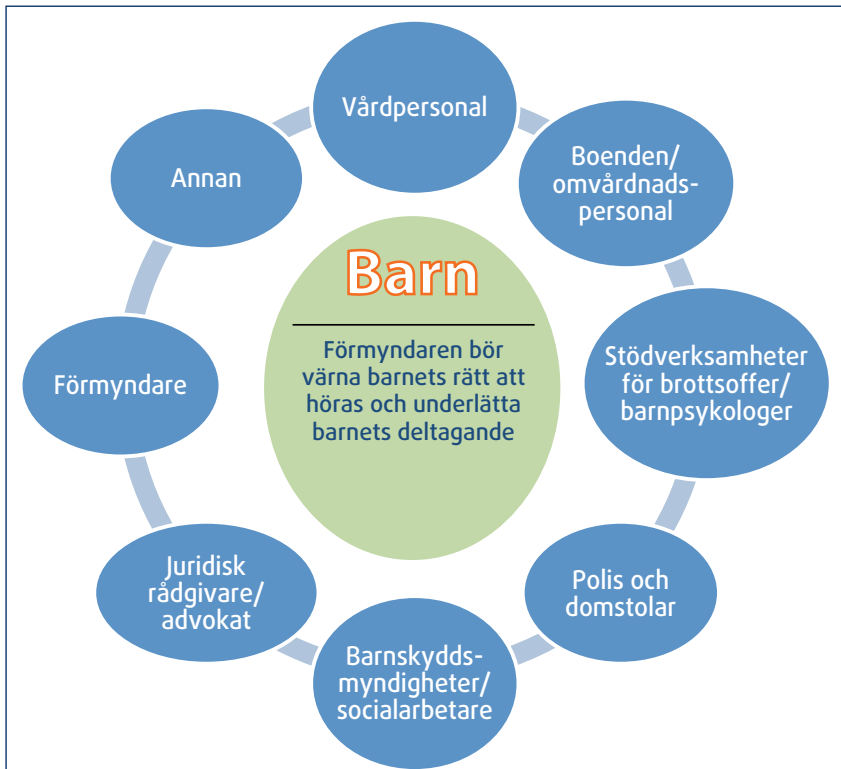 Vårdpersonal
Boenden/
omvårdnads-
personal
Stödverksamheter
för brottsoffer/
barnpsykologer
Polis och
domstolar
Barnskydds-
myndigheter/
socialarbetare
Juridisk
rådgivare/
advokat
Förmyndare
Annan
Barn
Förmyndaren bör
värna barnets rätt att
höras och underlätta
barnets deltagande